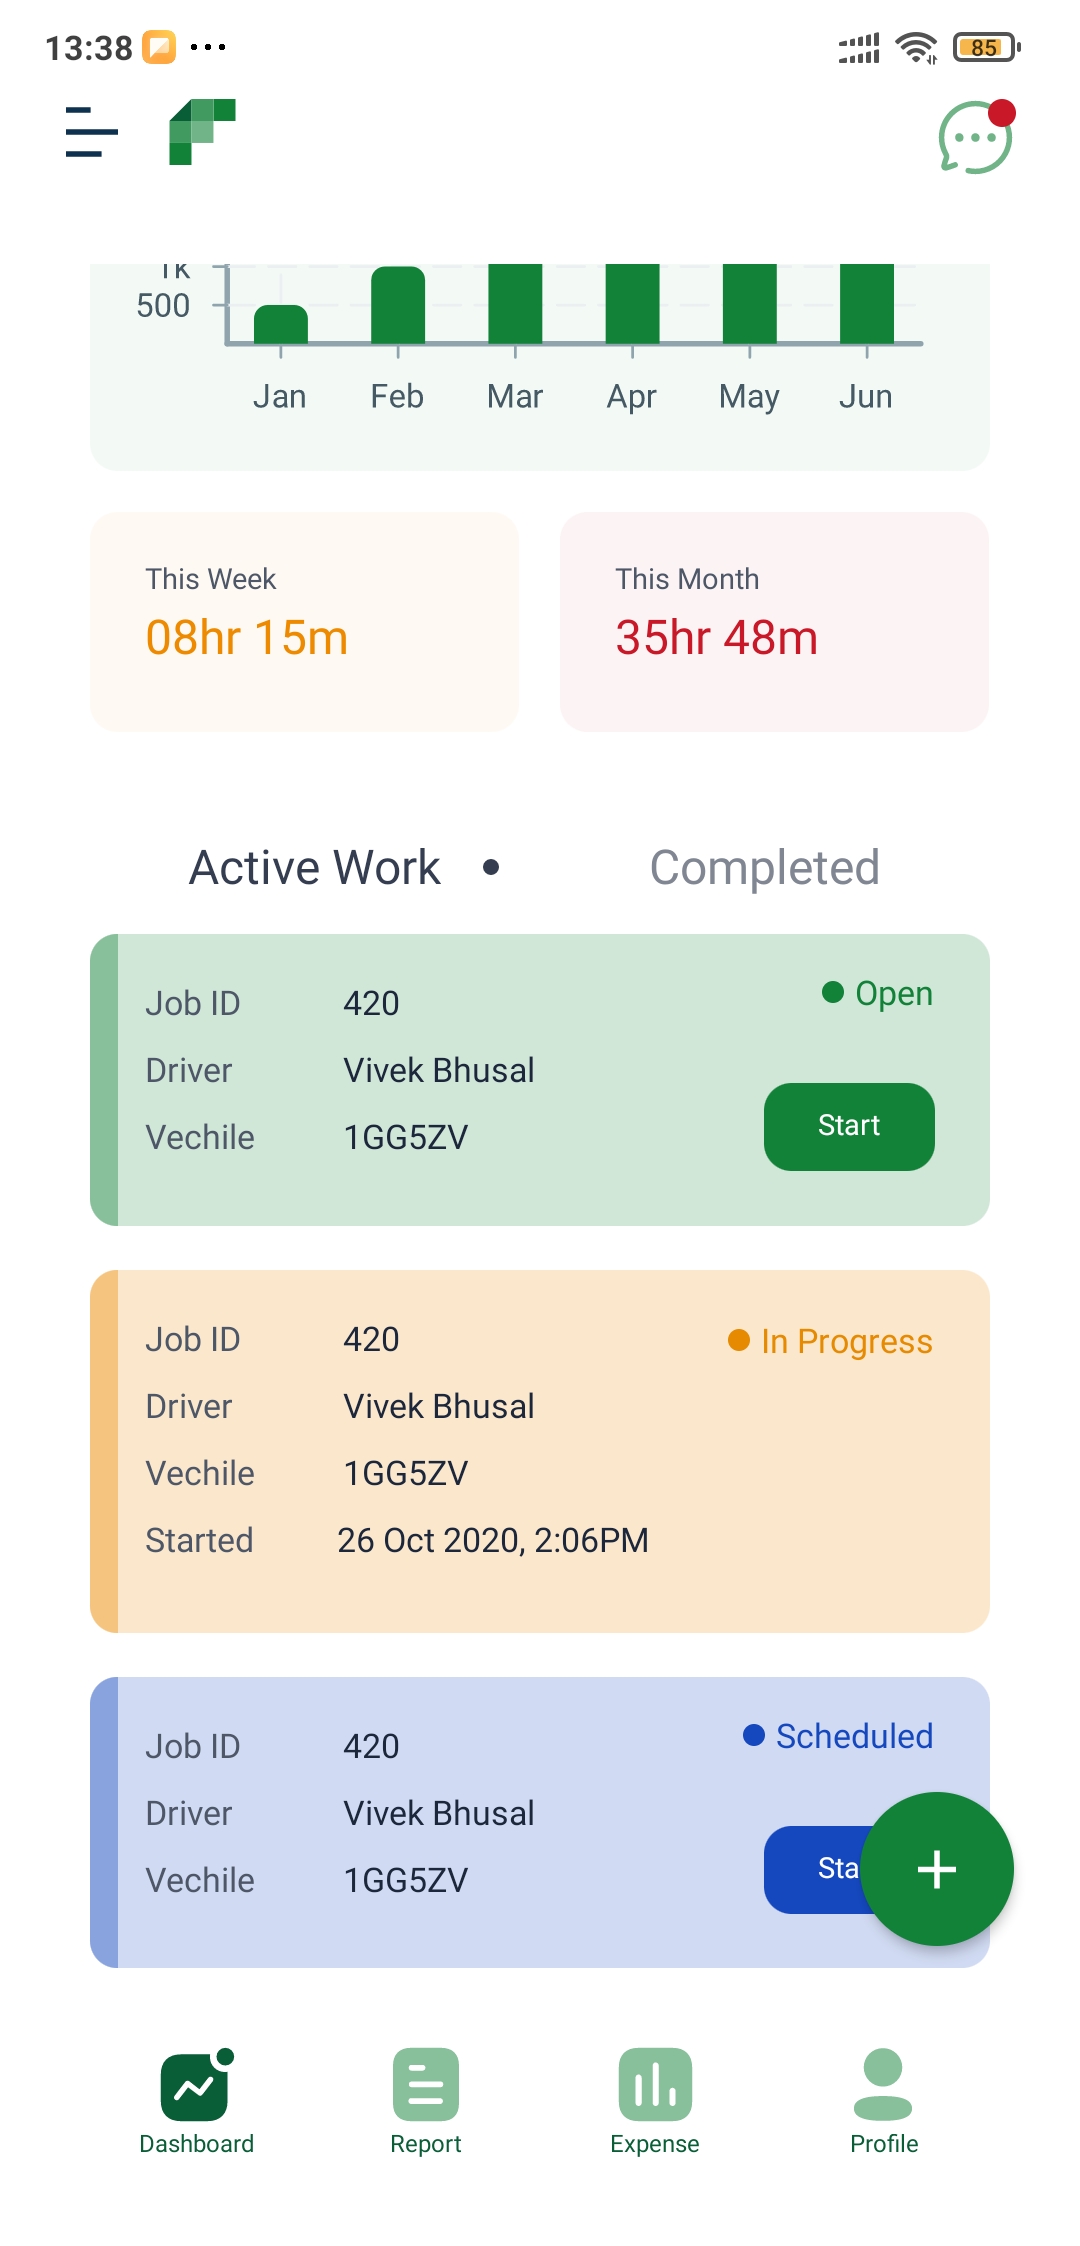 13:38
85
1k
500
Jan Feb Mar Apr May Jun
This Week
08hr 15m
This Month
35hr 48m
Active Work Completed
Job ID 420 Open
Driver Vivek Bhusal
Vechile 1GG5ZV
Start
Job ID 420 In Progress
Driver Vivek Bhusal
Vechile 1GG5ZV
Started 26 Oct 2020, 2:06PM
Job ID 420 Scheduled
Driver Vivek Bhusal
Vechile 1GG5ZV
Sta
Dashboard Report Expense Profile